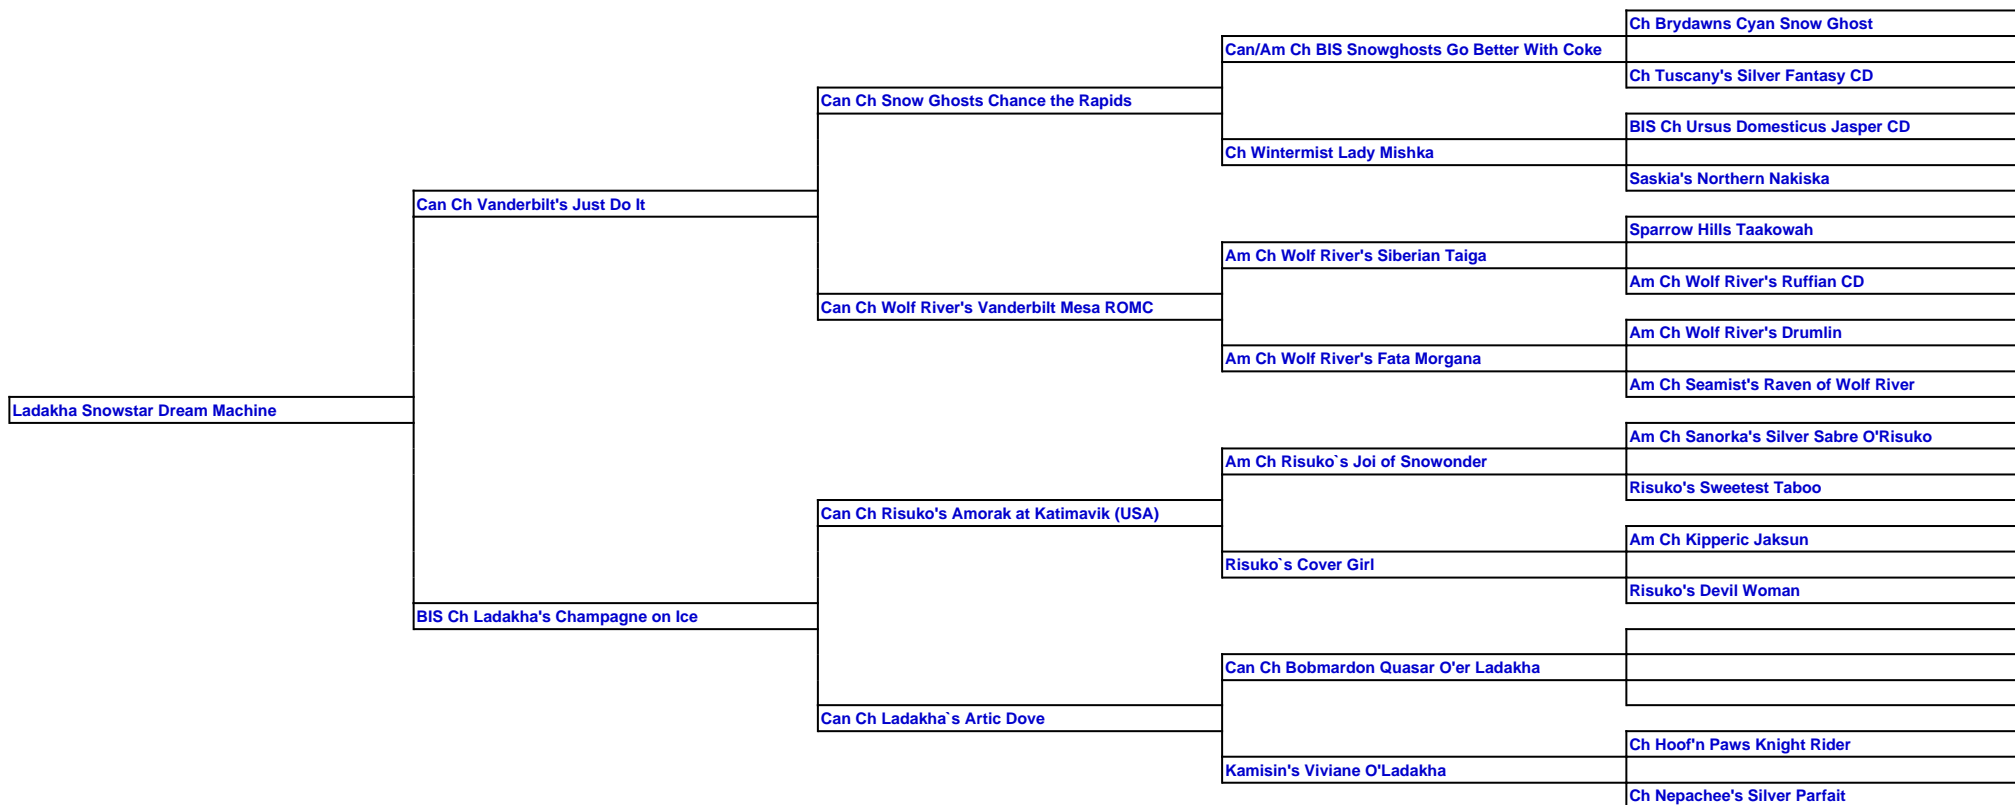 Ch Brydawns Cyan Snow Ghost
Can/Am Ch BIS Snowghosts Go Better With Coke
Ch Tuscany's Silver Fantasy CD
Can Ch Snow Ghosts Chance the Rapids
BIS Ch Ursus Domesticus Jasper CD
Ch Wintermist Lady Mishka
Saskia's Northern Nakiska
Can Ch Vanderbilt's Just Do It
Sparrow Hills Taakowah
Am Ch Wolf River's Siberian Taiga
Am Ch Wolf River's Ruffian CD
Can Ch Wolf River's Vanderbilt Mesa ROMC
Am Ch Wolf River's Drumlin
Am Ch Wolf River's Fata Morgana
Am Ch Seamist's Raven of Wolf River
Ladakha Snowstar Dream Machine
Am Ch Sanorka's Silver Sabre O'Risuko
Am Ch Risuko`s Joi of Snowonder
Risuko's Sweetest Taboo
Can Ch Risuko's Amorak at Katimavik (USA)
Am Ch Kipperic Jaksun
Risuko`s Cover Girl
Risuko's Devil Woman
BIS Ch Ladakha's Champagne on Ice
Can Ch Bobmardon Quasar O'er Ladakha
Can Ch Ladakha`s Artic Dove
Ch Hoof'n Paws Knight Rider
Kamisin's Viviane O'Ladakha
Ch Nepachee's Silver Parfait